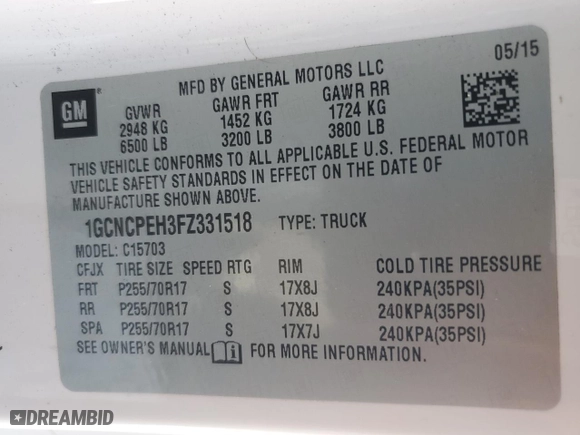 GM
MFD BY GENERAL MOTORS LLC 05/15
GVWR GAWR FRT GAWR RR
2948 KG 1452 KG 1724 KG
6500 LB 3200 LB 3800 LB
THIS VEHICLE CONFORMS TO ALL APPLICABLE U.S. FEDERAL MOTOR
VEHICLE SAFETY STANDARDS IN EFFECT ON THE DATE OF
MANUFACTURE SHOWN ABOVE.
1GCNCPEH3FZ331518 TYPE: TRUCK
MODEL: C15703
CFJX TIRE SIZE SPEED RTG RIM COLD TIRE PRESSURE
FRT P255/70R17 S 17X8J 240KPA(35PSI)
RR P255/70R17 S 17X8J 240KPA(35PSI)
SPA P255/70R17 S 17X7J 240KPA(35PSI)
SEE OWNER'S MANUAL FOR MORE INFORMATION.
DREAMBID